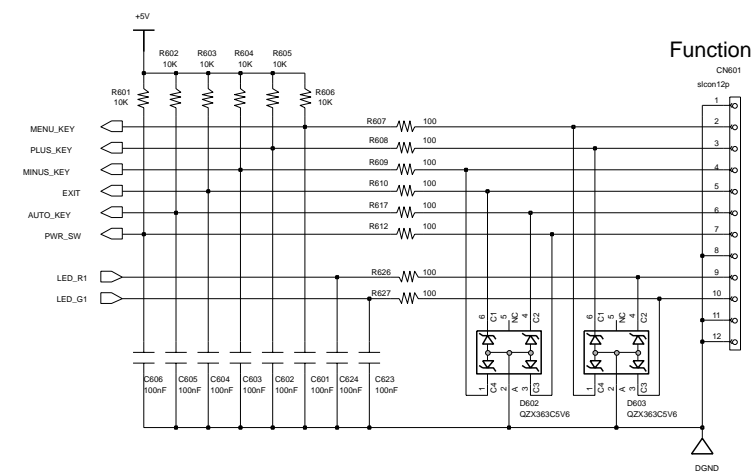 +5V
Function
R602 R603 R604 R605
10K 10K 10K 10K
CN601
slcon12p
R601
10K
R606
10K
1
MENU_KEY R607 100 2
PLUS_KEY R608 100 3
MINUS_KEY R609 100 4
EXIT R610 100 5
AUTO_KEY R617 100 6
PWR_SW R612 100 7
8
LED_R1 R626 100 9
LED_G1 R627 100 10
11
12
6 C1 5 NC 4 C2
6 C1 5 NC 4 C2
1 C4 2 A 3 C3
1 C4 2 A 3 C3
C606 C605 C604 C603 C602 C601 C624 C623
100nF 100nF 100nF 100nF 100nF 100nF 100nF 100nF
D602
QZX363C5V6
D603
QZX363C5V6
DGND